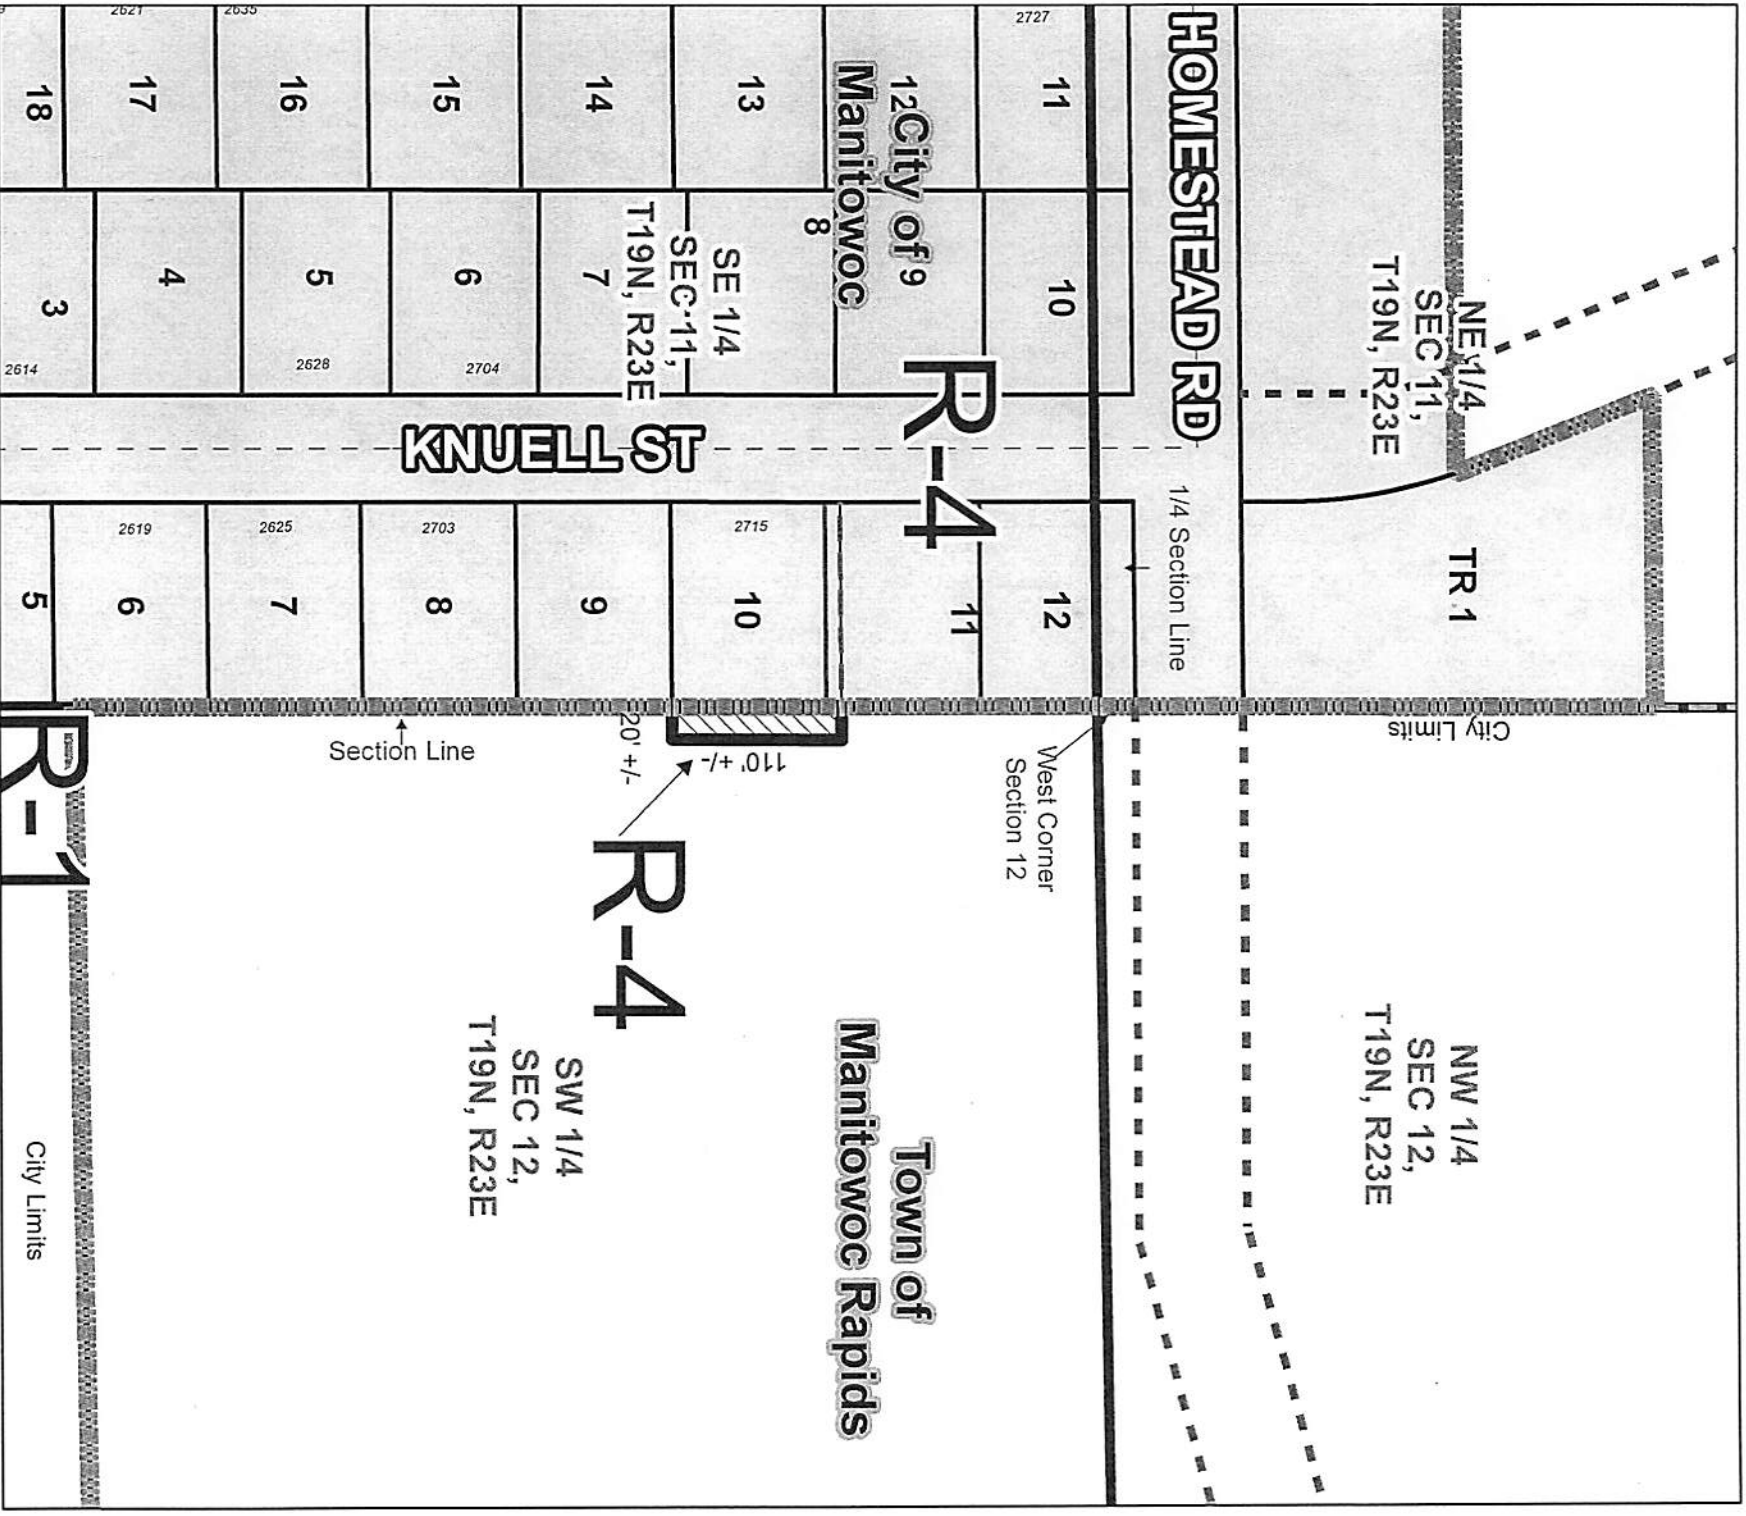 2621
2635
2727
18
17
16
15
14
13
12
11
City of
Manitowoc
HOMESTEAD RD
NE 1/4,
SEC 11,
T19N, R23E
3
4
5
6
7
8
9
10
SE 1/4
SEC 11,
T19N, R23E
2614
2628
2704
R-4
KNUELL ST
1/4 Section Line
TR 1
2619
2625
2703
2715
5
6
7
8
9
10
11
12
City Limits
Section Line
20' +/-
110' +/-
West Corner
Section 12
R-1
R-4
SW 1/4
SEC 12,
T19N, R23E
Town of
Manitowoc Rapids
NW 1/4
SEC 12,
T19N, R23E
City Limits